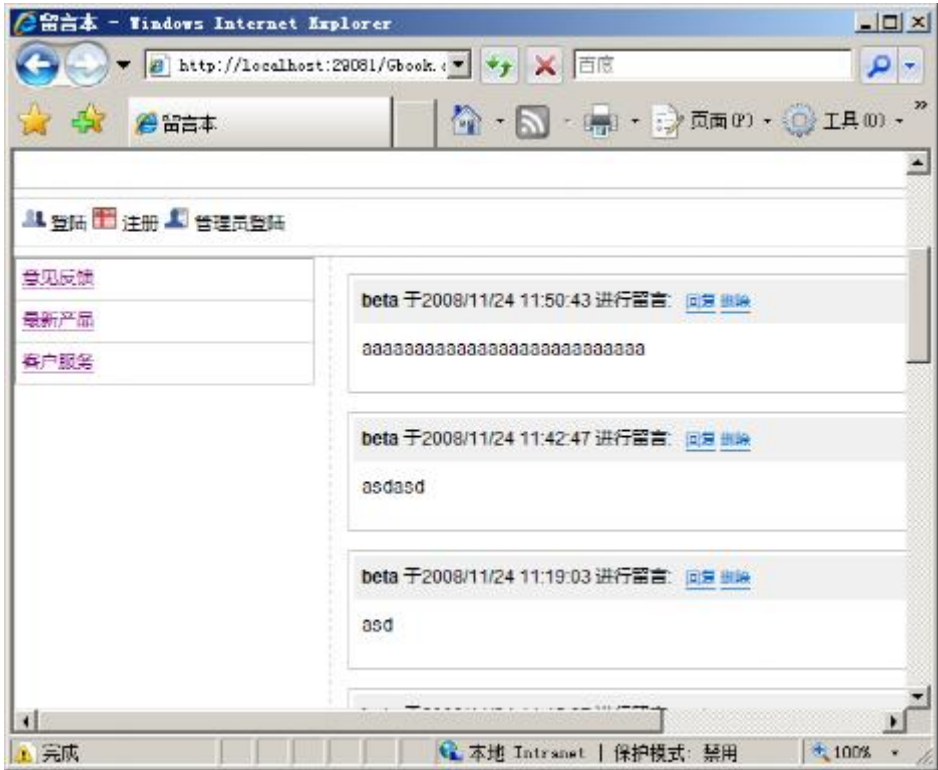 留言本 - Windows Internet Explorer
http://localhost:29081/Gbook.
百度
留言本
页面(P)
工具(O)
»
登陆 注册 管理员登陆
意见反馈
最新产品
客户服务
beta 于2008/11/24 11:50:43 进行留言: 回复 删除
aaaaaaaaaaaaaaaaaaaaaaaaaaaa
beta 于2008/11/24 11:42:47 进行留言: 回复 删除
asdasd
beta 于2008/11/24 11:19:03 进行留言: 回复 删除
asd
完成
本地 Intranet | 保护模式: 禁用
100%